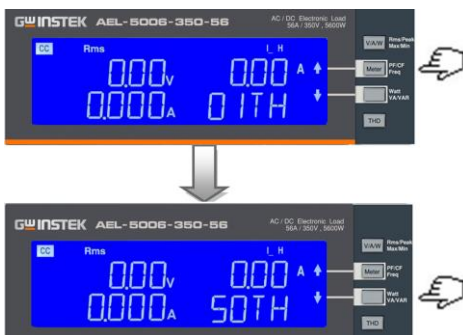 GWINSTEK AEL-5006-350-56
AC / DC Electronic Load
56A / 350V , 5600W
CC
Rms
I_ H
0.00v
0.00 A
0.000A
01TH
V/A/W
Rms/Peak
Max/Min
Meter
PF/CF
Freq
Watt
VA/VAR
THD
GWINSTEK AEL-5006-350-56
AC / DC Electronic Load
56A / 350V , 5600W
CC
Rms
I_ H
0.00v
0.00 A
0.000A
50TH
V/A/W
Rms/Peak
Max/Min
Meter
PF/CF
Freq
Watt
VA/VAR
THD